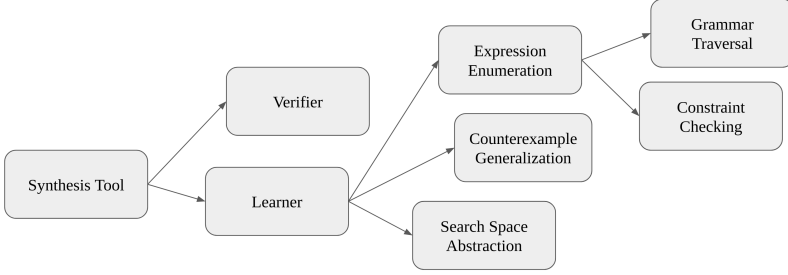 Synthesis Tool
Verifier
Learner
Expression
Enumeration
Counterexample
Generalization
Search Space
Abstraction
Grammar
Traversal
Constraint
Checking